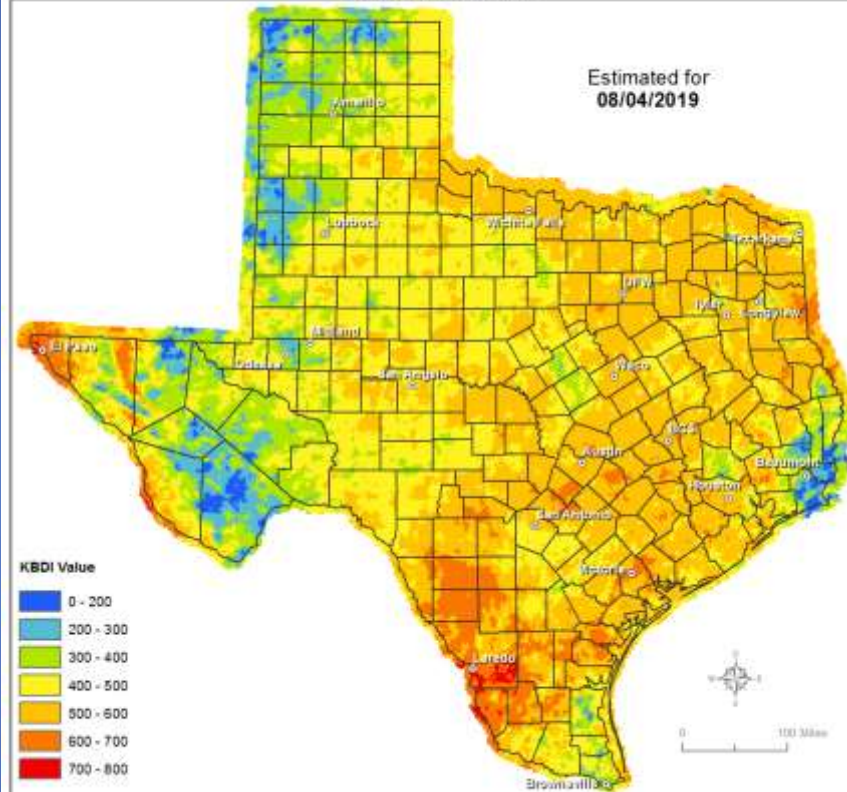 Estimated for
08/04/2019
Amarillo
Lubbock
Wichita Falls
Texarkana
DFW
Tyler
Longview
El Paso
Midland
Odessa
San Angelo
Waco
BCS
Austin
Beaumont
Houston
San Antonio
Victoria
Laredo
Brownsville
KBDI Value
0 - 200
200 - 300
300 - 400
400 - 500
500 - 600
600 - 700
700 - 800
0 100 Miles